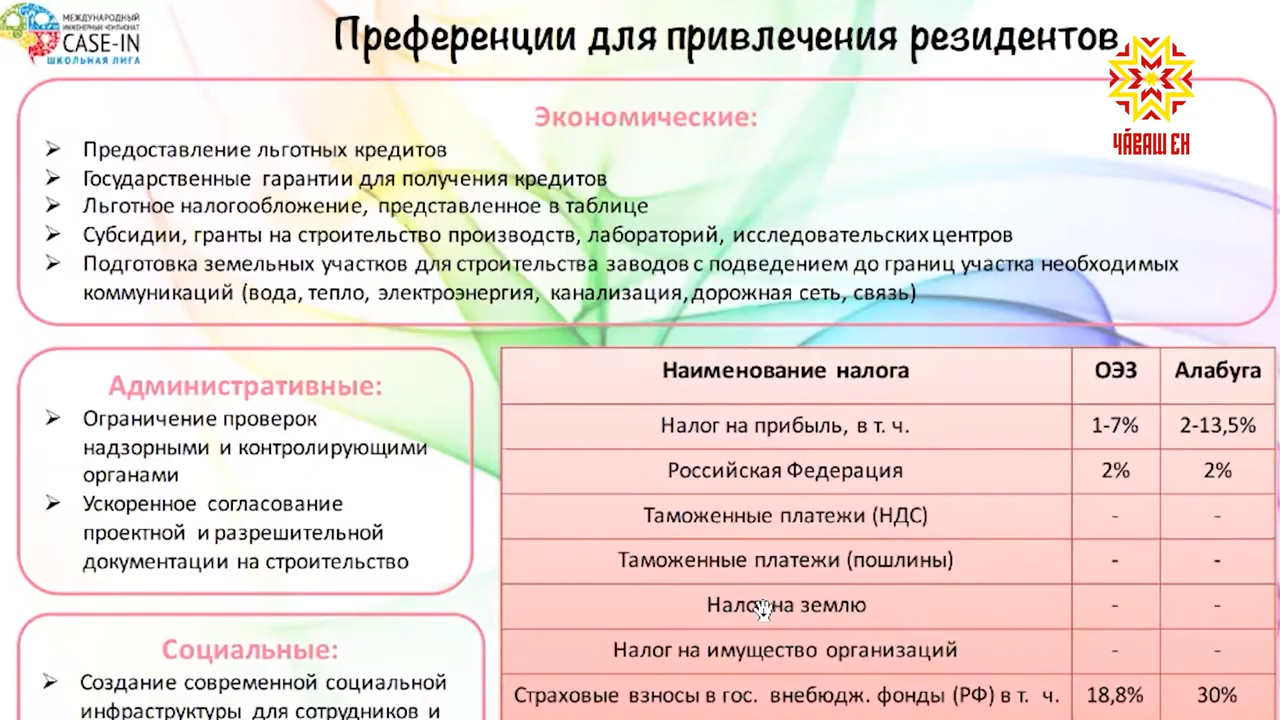 МЕЖДУНАРОДНЫЙ
ИНЖЕНЕРНЫЙ ЧЕМПИОНАТ
CASE-IN
ШКОЛЬНАЯ ЛИГА
Преференции для привлечения резидентов
ЧӐВАШ ЕН
Экономические:
Предоставление льготных кредитов
Государственные гарантии для получения кредитов
Льготное налогообложение, представленное в таблице
Субсидии, гранты на строительство производств, лабораторий, исследовательских центров
Подготовка земельных участков для строительства заводов с подведением до границ участка необходимых
коммуникаций (вода, тепло, электроэнергия, канализация, дорожная сеть, связь)
Административные:
Ограничение проверок
надзорными и контролирующими
органами
Ускоренное согласование
проектной и разрешительной
документации на строительство
Социальные:
Создание современной социальной
инфраструктуры для сотрудников и
Наименование налога ОЭЗ Алабуга
Налог на прибыль, в т. ч. 1-7% 2-13,5%
Российская Федерация 2% 2%
Таможенные платежи (НДС) - -
Таможенные платежи (пошлины) - -
Налог на землю - -
Налог на имущество организаций - -
Страховые взносы в гос. внебюдж. фонды (РФ) в т. ч. 18,8% 30%